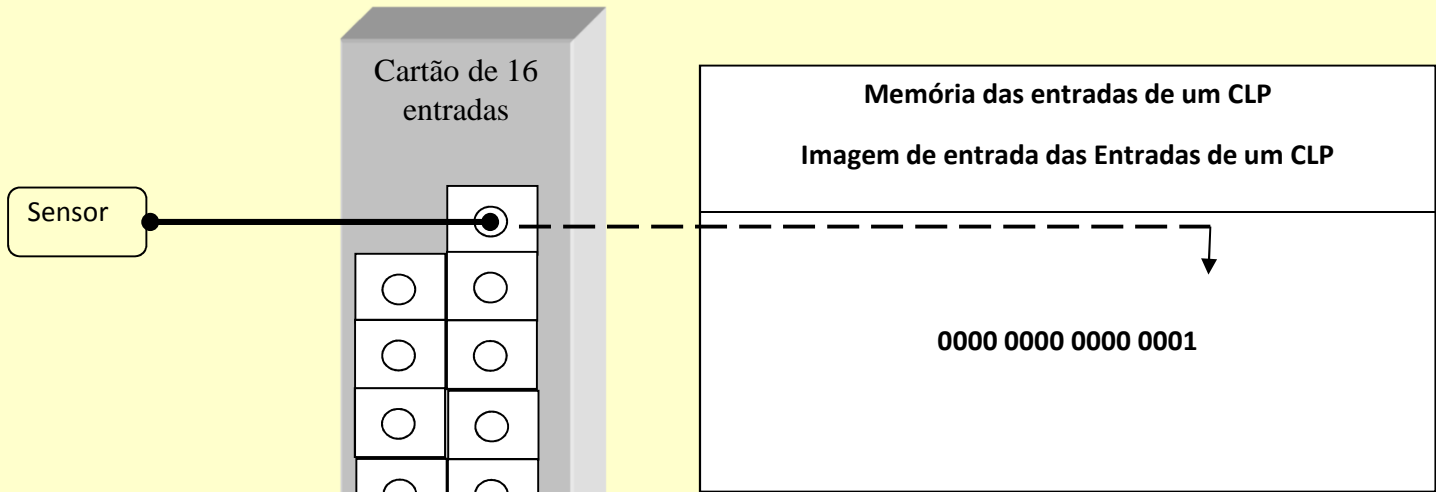 Cartão de 16
entradas
Memória das entradas de um CLP
Imagem de entrada das Entradas de um CLP
Sensor
0000 0000 0000 0001